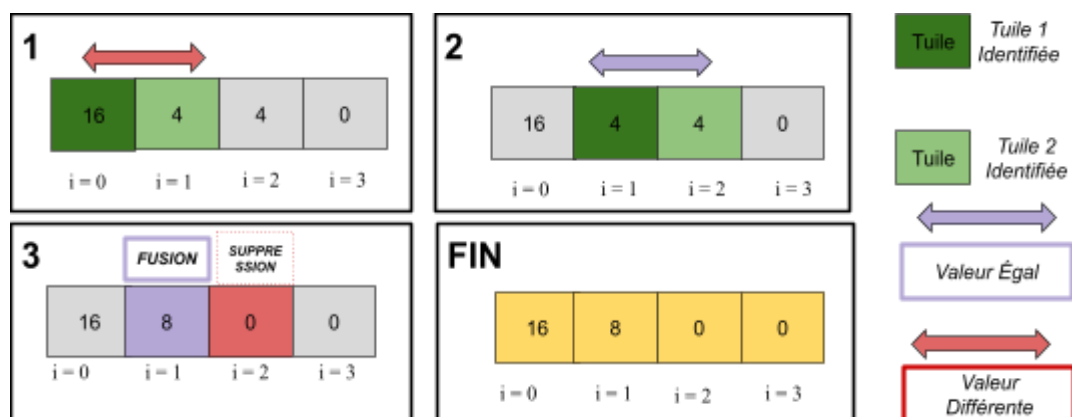 1
16 4 4 0
i = 0 i = 1 i = 2 i = 3
2
16 4 4 0
i = 0 i = 1 i = 2 i = 3
3
FUSION
SUPPRE
SSION
16 8 0 0
i = 0 i = 1 i = 2 i = 3
FIN
16 8 0 0
i = 0 i = 1 i = 2 i = 3
Tuile
Tuile 1
Identifiée
Tuile
Tuile 2
Identifiée
Valeur Égal
Valeur
Différente